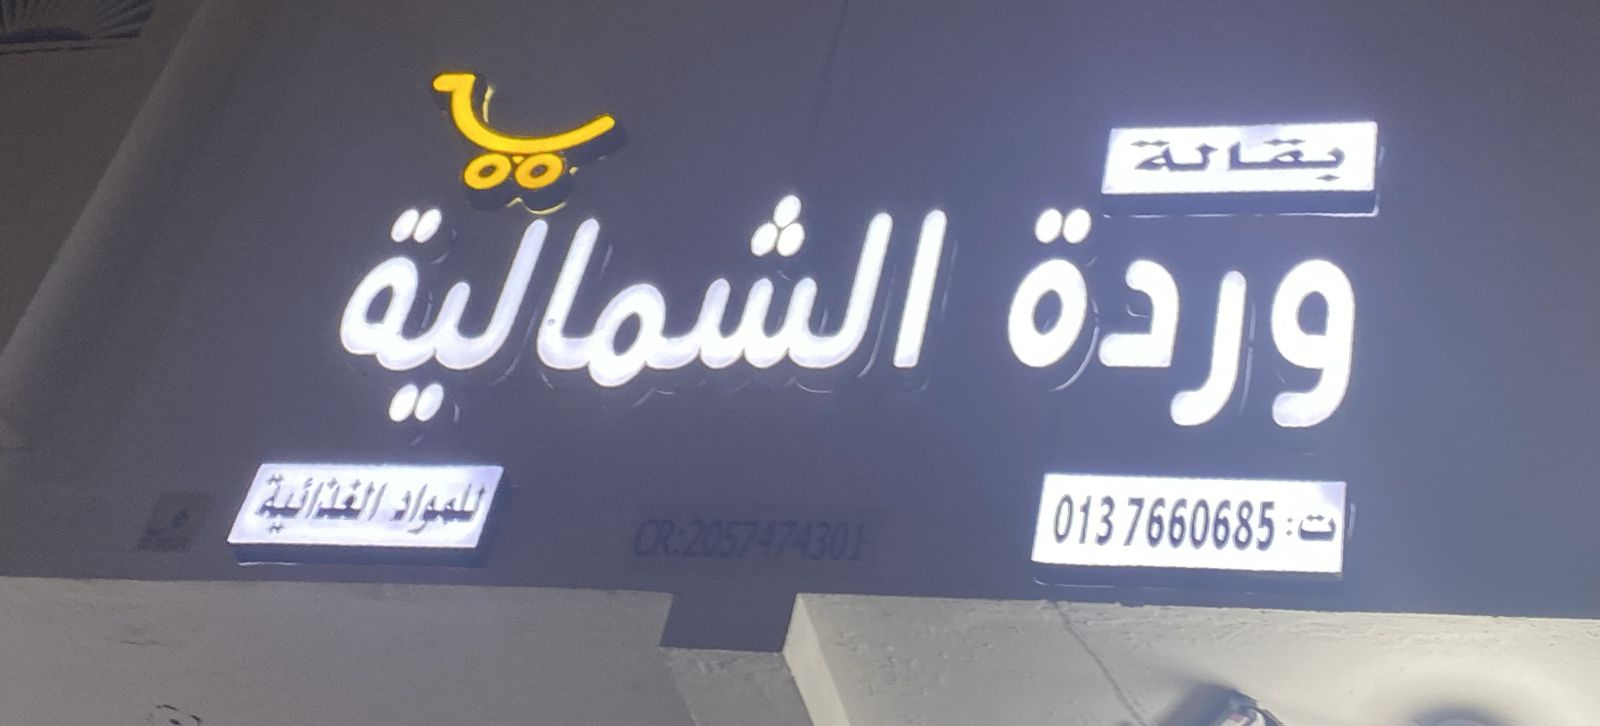 بقالة
وردة الشمالية
للمواد الغذائية
CR:2057474301
ت: 013 7660685